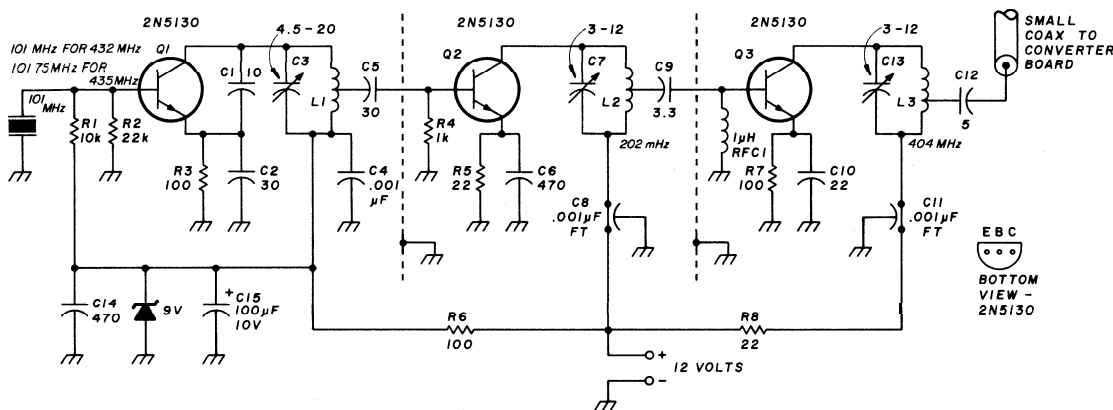 2N5130
4.5-20
2N5130
3-12
2N5130
3-12
SMALL
COAX TO
CONVERTER
BOARD
101 MHz FOR 432 MHz
101 75MHz FOR
435MHz
Q1
C1
10
C3
L1
C5
30
Q2
C7
L2
C9
3.3
Q3
C13
L3
C12
5
101
MHz
R1
10k
R2
22k
R3
100
C2
30
C4
.001
µF
R4
1k
R5
22
C6
470
202 mHz
1µH
RFC1
R7
100
C10
22
404 MHz
C8
.001µF
FT
C11
.001µF
FT
E B C
BOTTOM
VIEW -
2N5130
C14
470
9V
+
C15
100µF
10V
R6
100
R8
22
+
12 VOLTS
-